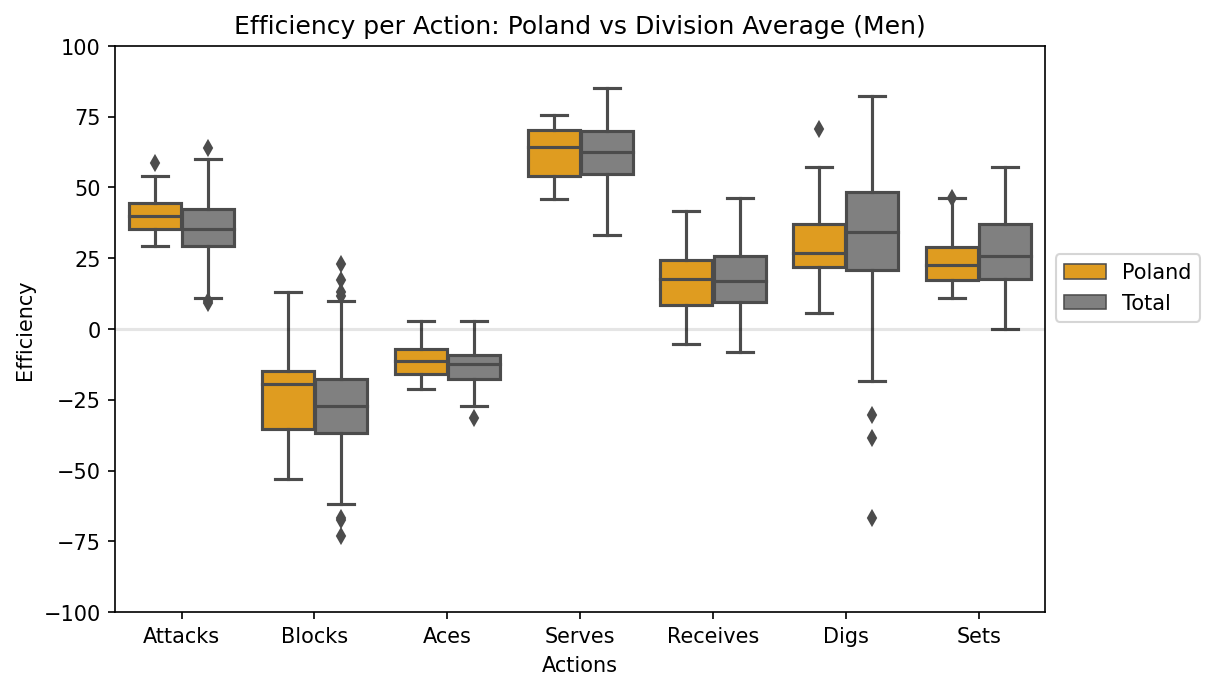 Efficiency per Action: Poland vs Division Average (Men)
100
75
50
25
0
−25
−50
−75
−100
Efficiency
Attacks Blocks Aces Serves Receives Digs Sets
Actions
Poland
Total